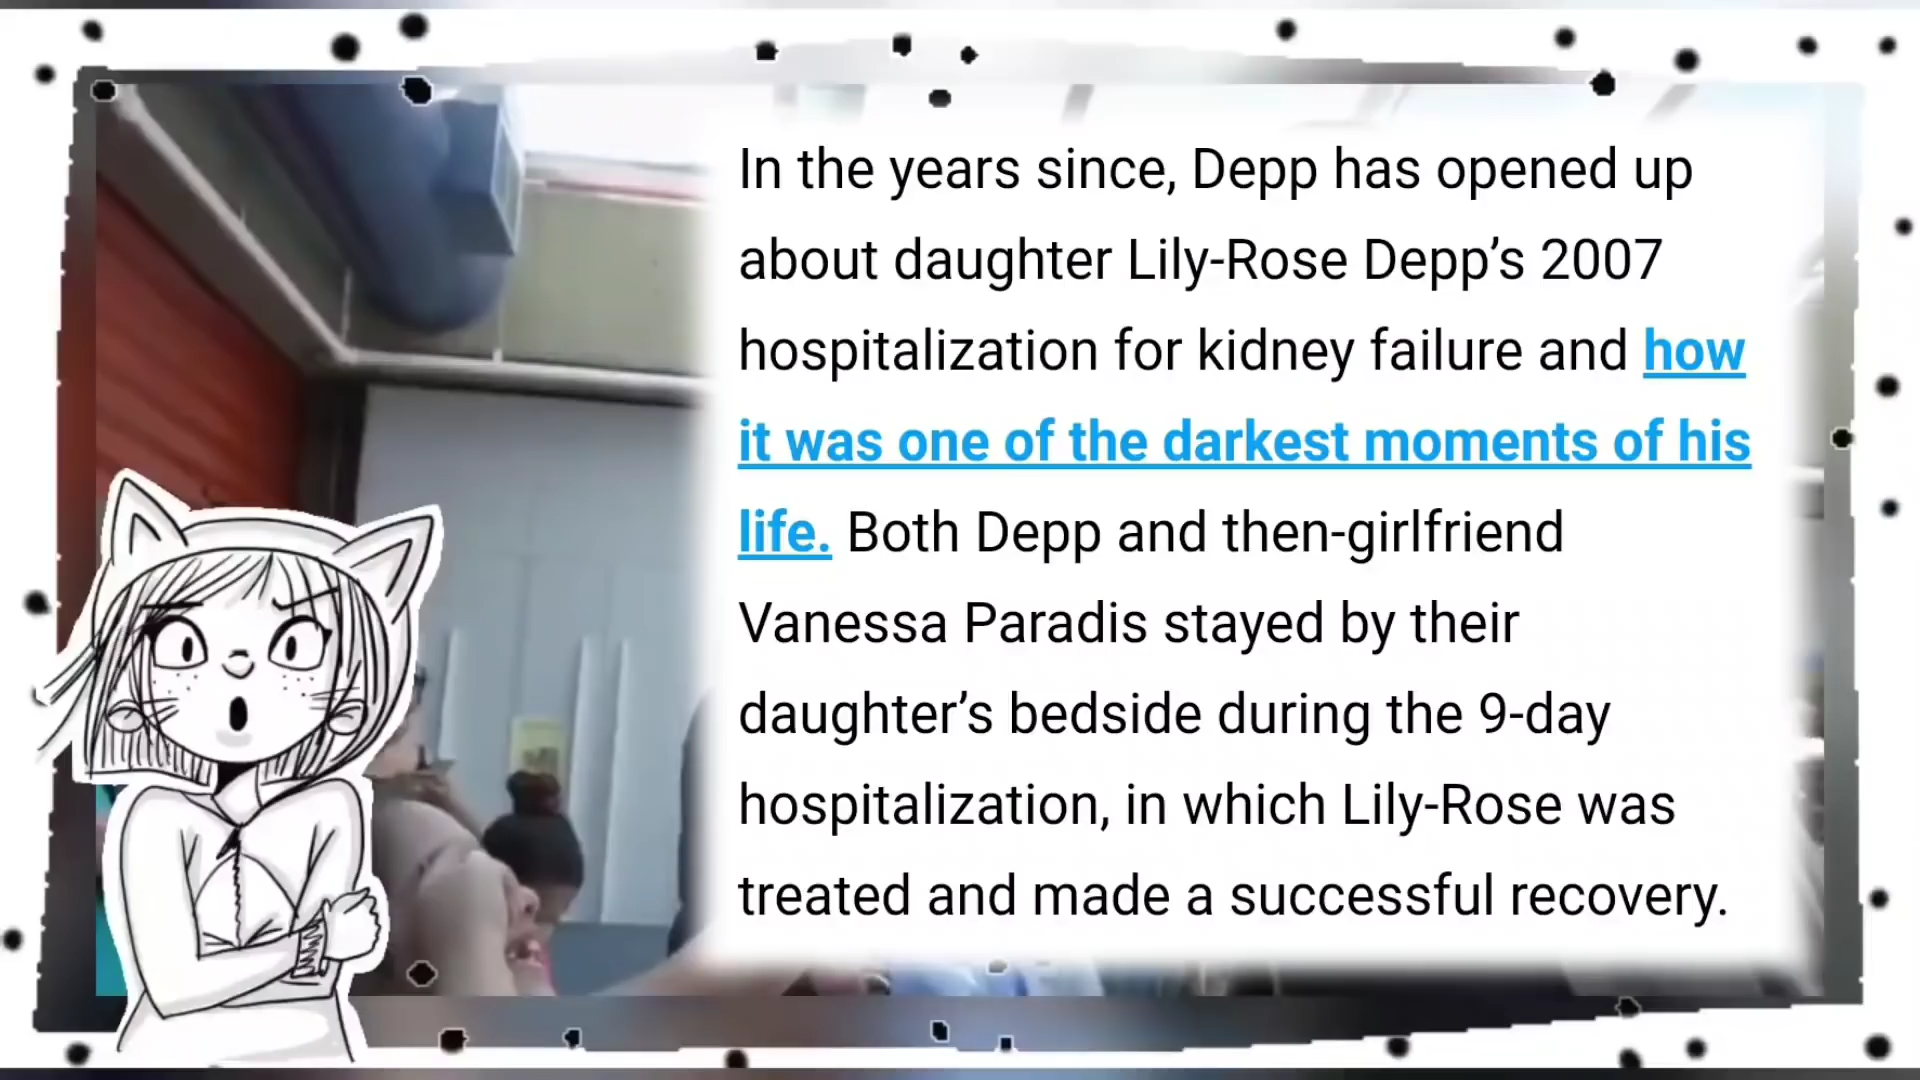 In the years since, Depp has opened up
about daughter Lily-Rose Depp’s 2007
hospitalization for kidney failure and how
it was one of the darkest moments of his
life. Both Depp and then-girlfriend
Vanessa Paradis stayed by their
daughter’s bedside during the 9-day
hospitalization, in which Lily-Rose was
treated and made a successful recovery.